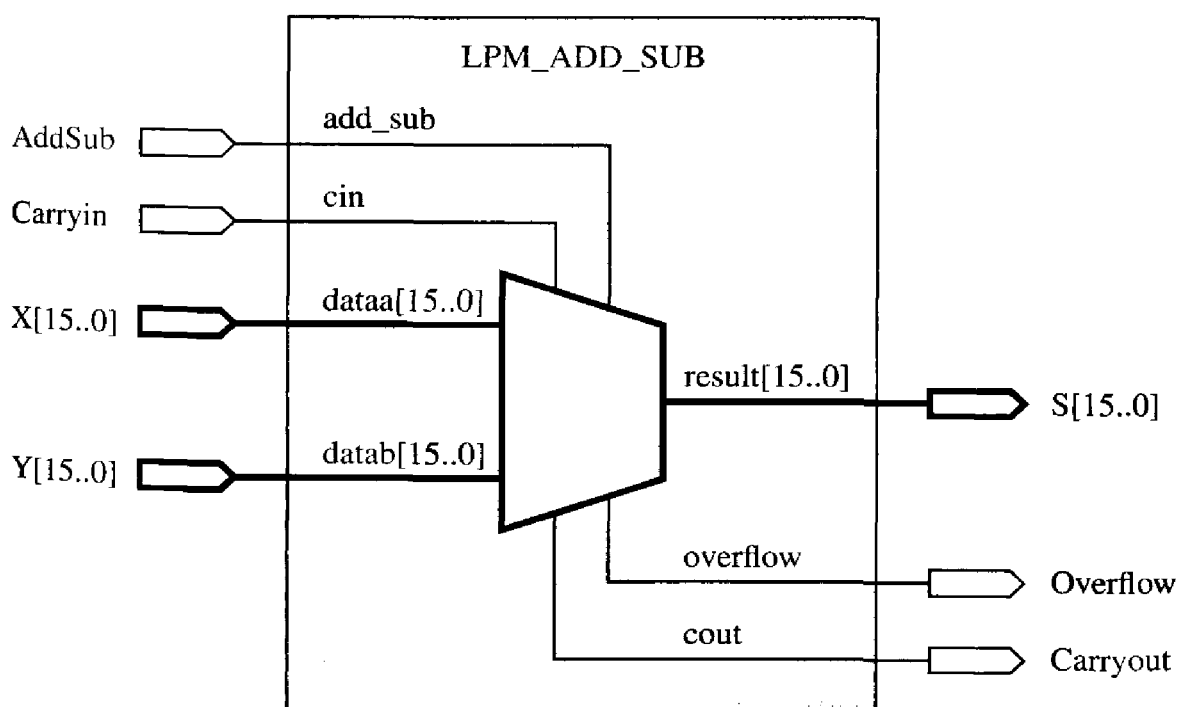 LPM_ADD_SUB
AddSub
add_sub
Carryin
cin
X[15..0]
dataa[15..0]
result[15..0]
S[15..0]
Y[15..0]
datab[15..0]
overflow
Overflow
cout
Carryout